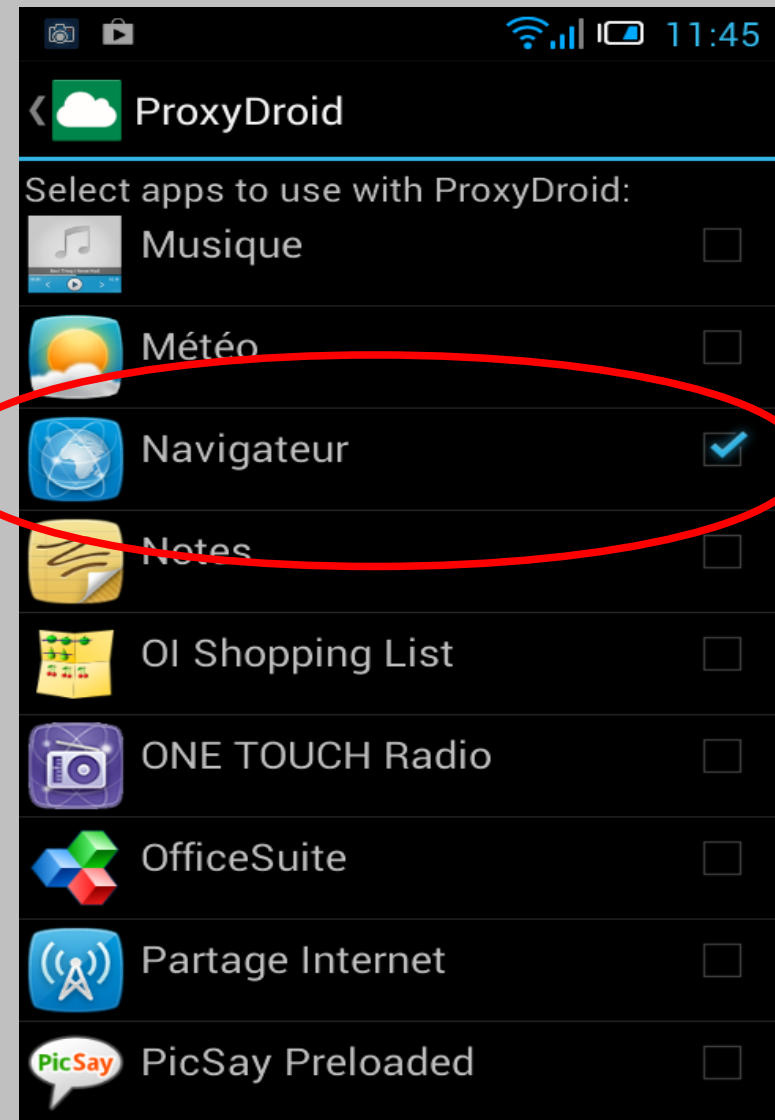 11:45
ProxyDroid
Select apps to use with ProxyDroid:
Musique
Météo
Navigateur
Notes
OI Shopping List
ONE TOUCH Radio
OfficeSuite
Partage Internet
PicSay
PicSay Preloaded